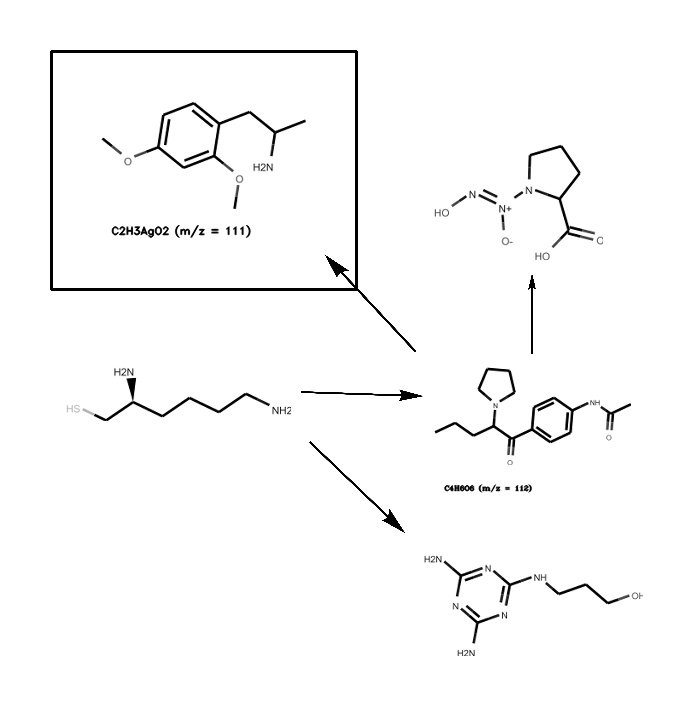 O
H2N
O
C2H3AgO2 (m/z = 111)
N
N
HO
N+
O-
O
HO
H2N
HS
NH2
N
NH
O
O
C4H6O6 (m/z = 112)
H2N
N
NH
OH
N
N
H2N